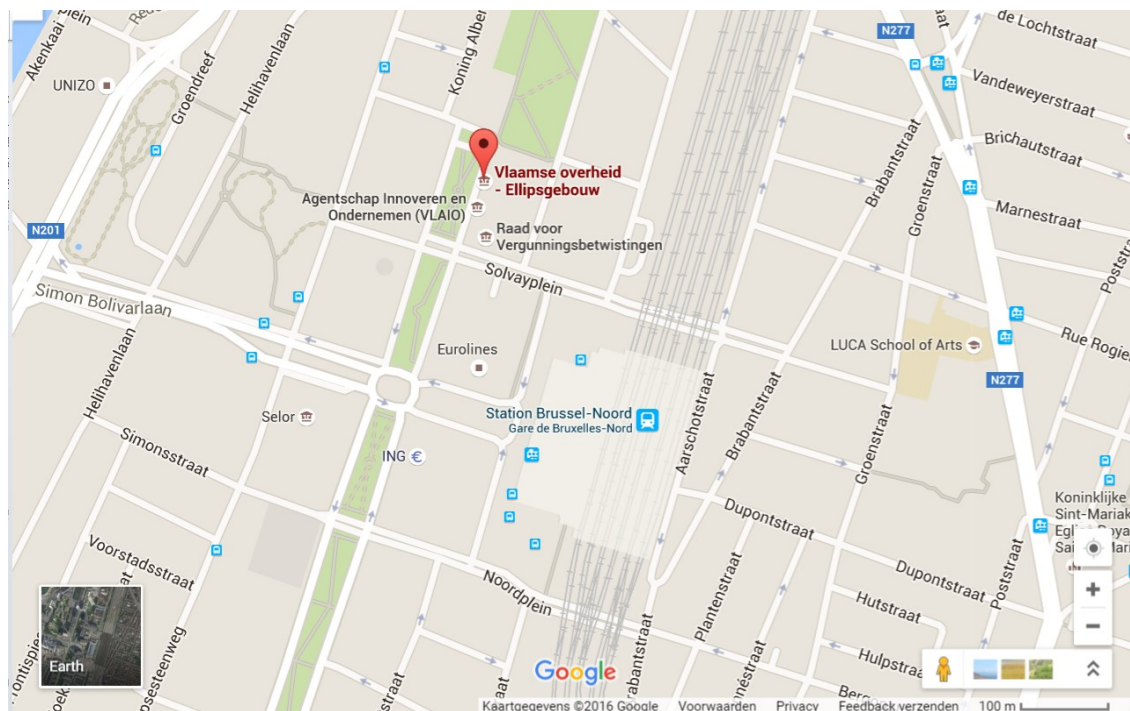 de Lochtstraat
N277
Akenkaai
Koning Alber
UNIZO
Groendreef
Helihavenlaan
Vandeweyerstraat
Brichautstraat
Brabantstraat
Groenstraat
Vlaamse overheid
- Ellipsgebouw
Agentschap Innoveren en
Ondernemen (VLAIO)
Marnestraat
Raad voor
Vergunningsbetwistingen
N201
Poststra
Solvayplein
Simon Bolivarlaan
Eurolines
LUCA School of Arts
Rue Rogie
N277
Helihavenlaan
Selor
Station Brussel-Noord
Gare de Bruxelles-Nord
Aarschotstraat
Brabantstraat
Groenstraat
Simonsstraat
ING €
Dupontstraat
Koninklijke
Sint-Mariak
Voorstadsstraat
Noordplein
Dupontstraat
Poststraat
Plantenstraat
Hutstraat
Hulpstraat
Earth
Google
Kaartgegevens ©2016 Google Voorwaarden Privacy Feedback verzenden 100 m